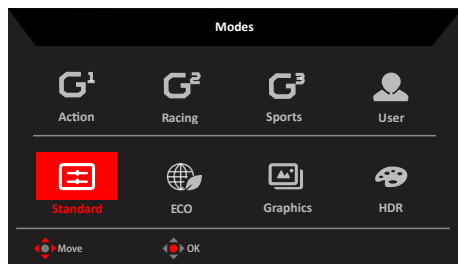 Modes
G¹ G² G³
Action Racing Sports User
Standard ECO Graphics HDR
Move OK